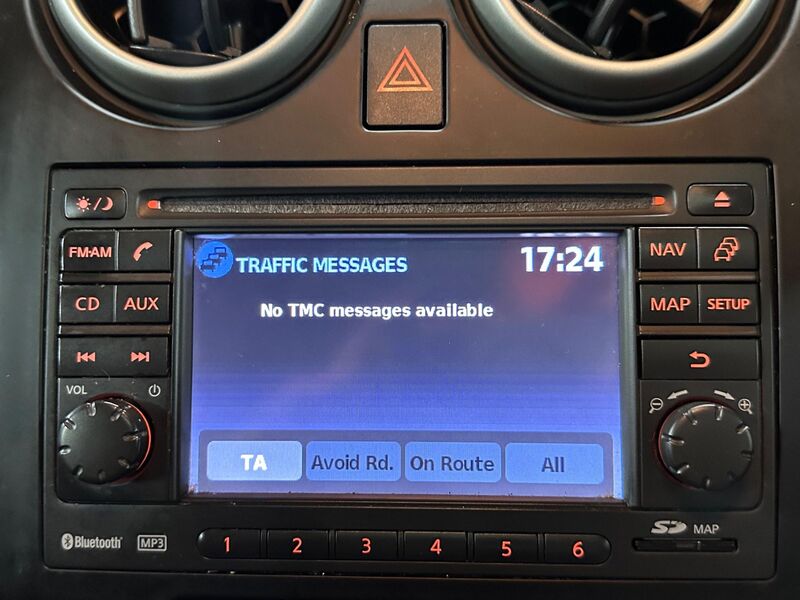 FM·AM
CD AUX
VOL
TRAFFIC MESSAGES 17:24
No TMC messages available
TA Avoid Rd. On Route All
NAV
MAP SETUP
Bluetooth MP3
1 2 3 4 5 6
SD MAP